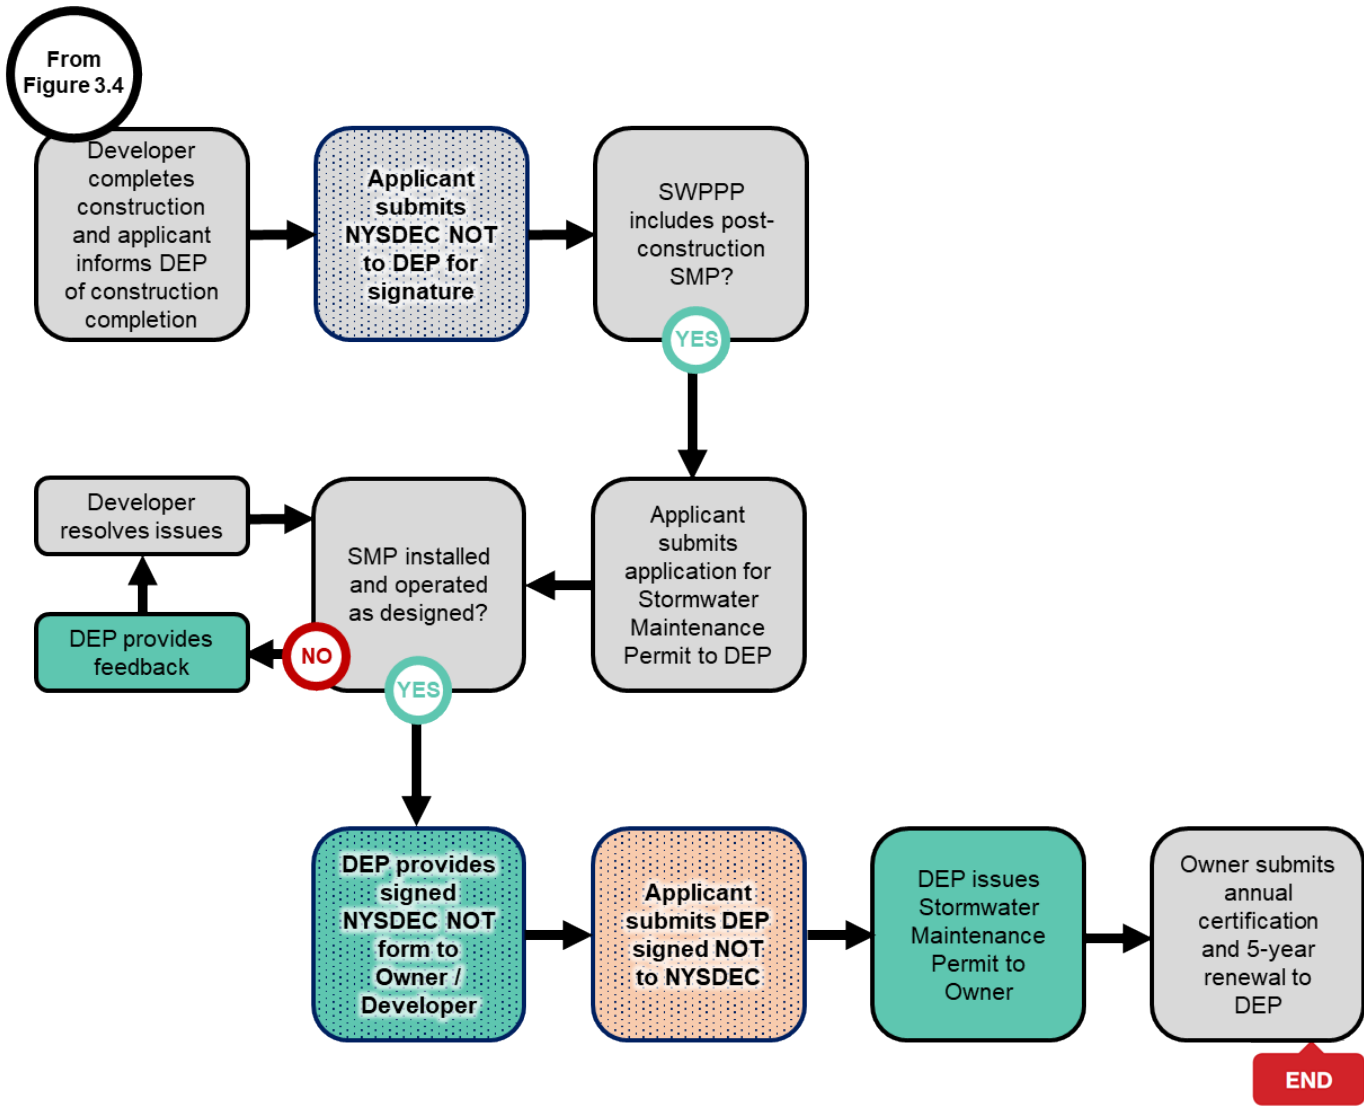 From
Figure 3.4
Developer
completes
construction
and applicant
informs DEP
of construction
completion
Applicant
submits
NYSDEC NOT
to DEP for
signature
SWPPP
includes post-
construction
SMP?
YES
Applicant
submits
application for
Stormwater
Maintenance
Permit to DEP
SMP installed
and operated
as designed?
NO
DEP provides
feedback
Developer
resolves issues
YES
DEP provides
signed
NYSDEC NOT
form to
Owner /
Developer
Applicant
submits DEP
signed NOT
to NYSDEC
DEP issues
Stormwater
Maintenance
Permit to
Owner
Owner submits
annual
certification
and 5-year
renewal to
DEP
END